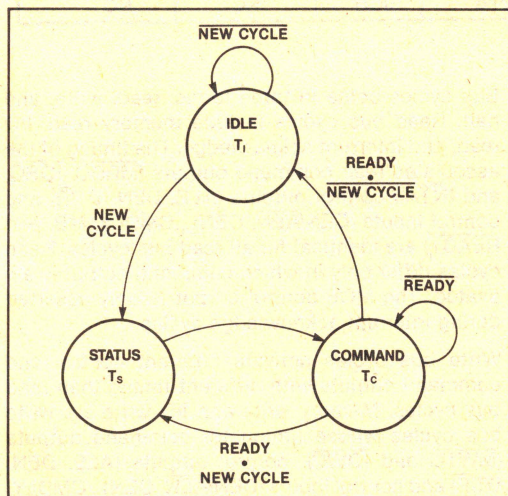 NEW CYCLE
IDLE
T_I
READY
•
NEW CYCLE
NEW
CYCLE
READY
STATUS
T_S
COMMAND
T_C
READY
•
NEW CYCLE